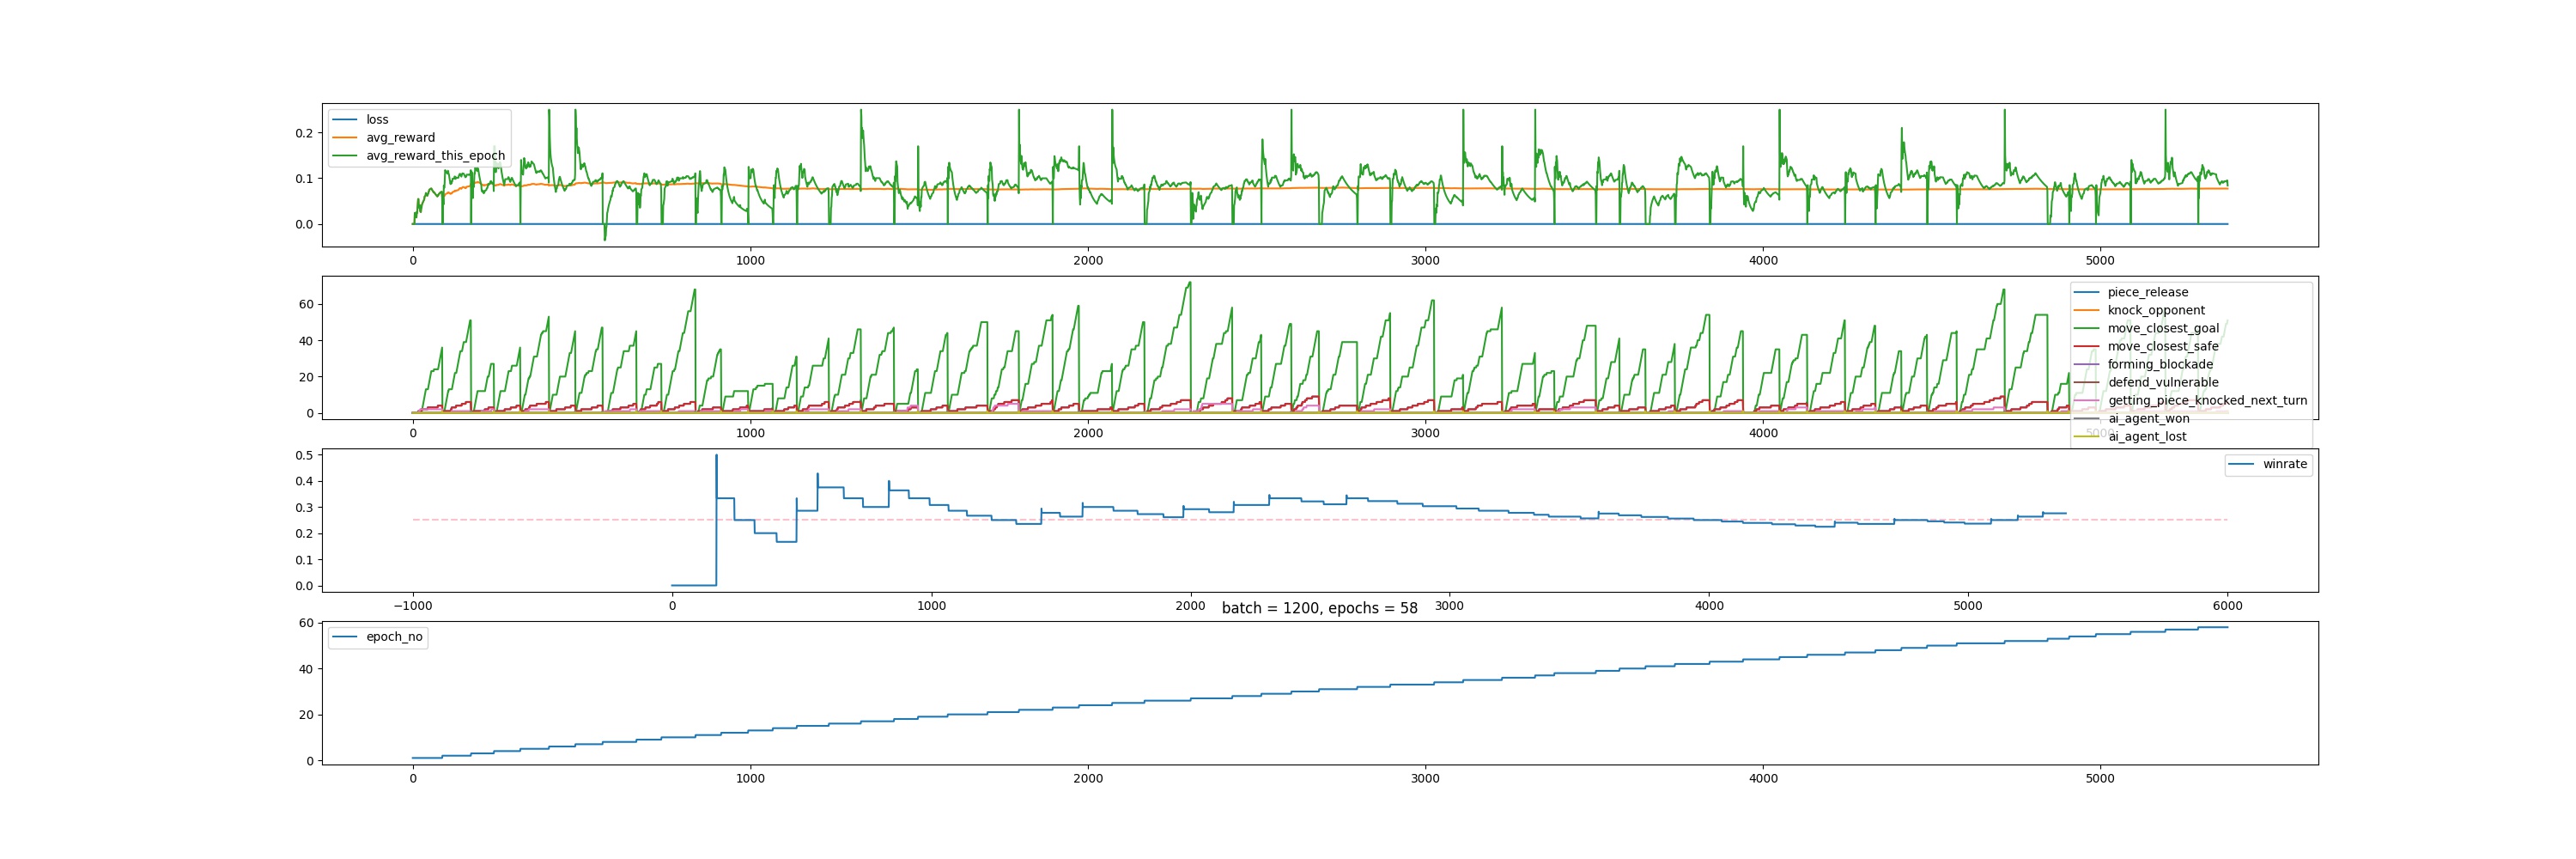 loss
avg_reward
avg_reward_this_epoch
0.2
0.1
0.0
0 1000 2000 3000 4000 5000
piece_release
knock_opponent
move_closest_goal
move_closest_safe
forming_blockade
defend_vulnerable
getting_piece_knocked_next_turn
ai_agent_won
ai_agent_lost
60
40
20
0
0 1000 2000 3000 4000 5000
winrate
0.5
0.4
0.3
0.2
0.1
0.0
−1000 0 1000 2000 3000 4000 5000 6000
batch = 1200, epochs = 58
epoch_no
60
40
20
0
0 1000 2000 3000 4000 5000